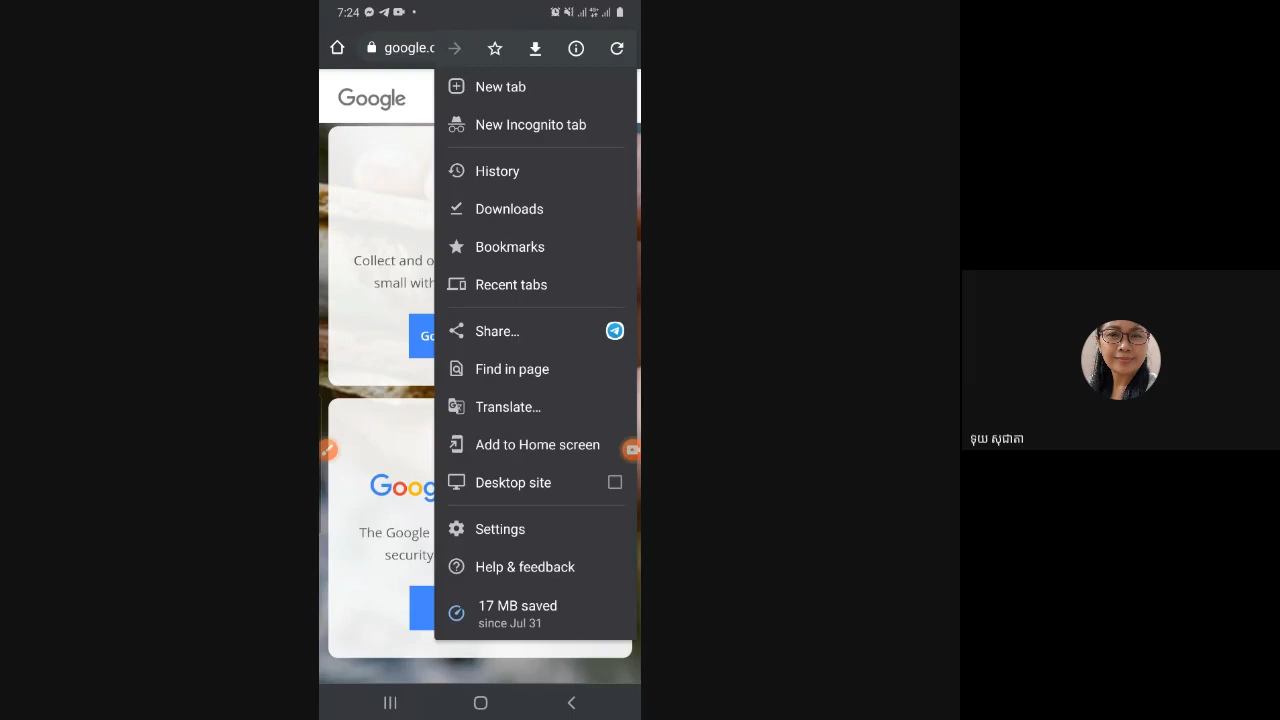 7:24
google.c
Google
New tab
New Incognito tab
History
Downloads
Bookmarks
Recent tabs
Collect and o
small with
Share...
Go
Find in page
Translate...
Add to Home screen
Goog
Desktop site
The Google
Settings
security
Help & feedback
17 MB saved
since Jul 31
ទុយ សុជាតា